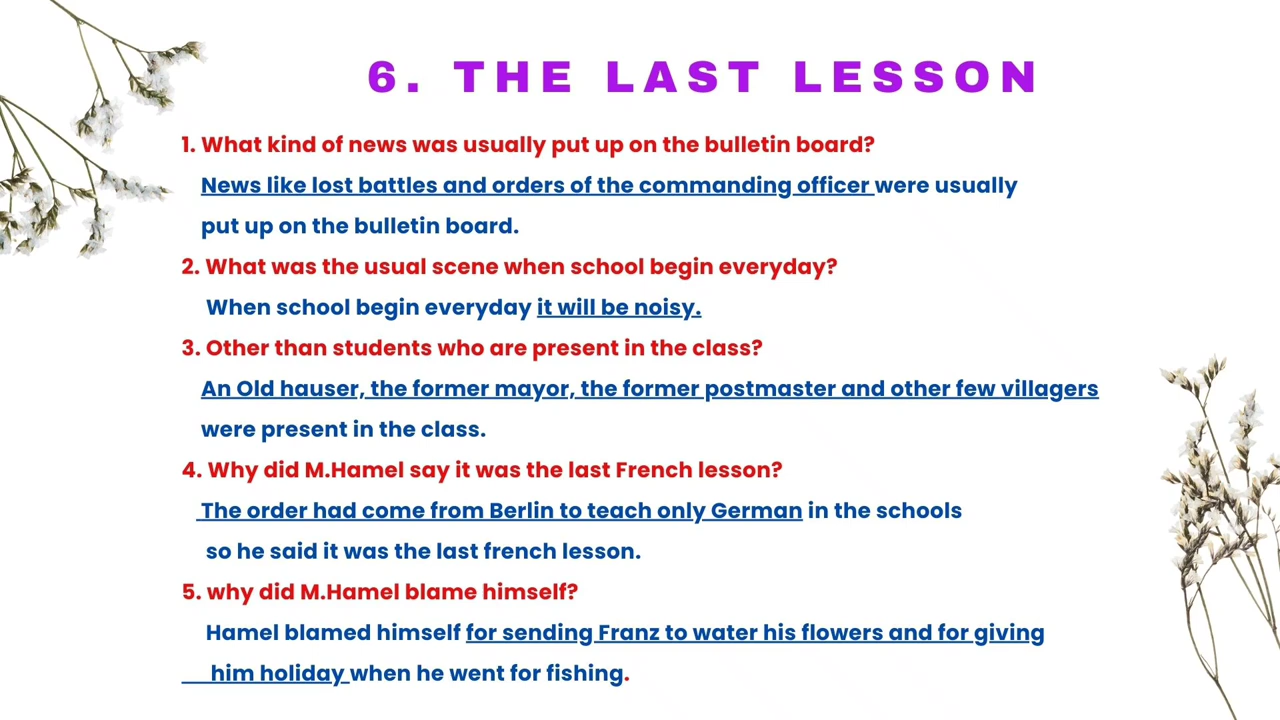 6. THE LAST LESSON
1. What kind of news was usually put up on the bulletin board?
News like lost battles and orders of the commanding officer were usually
put up on the bulletin board.
2. What was the usual scene when school begin everyday?
When school begin everyday it will be noisy.
3. Other than students who are present in the class?
An Old hauser, the former mayor, the former postmaster and other few villagers
were present in the class.
4. Why did M.Hamel say it was the last French lesson?
The order had come from Berlin to teach only German in the schools
so he said it was the last french lesson.
5. why did M.Hamel blame himself?
Hamel blamed himself for sending Franz to water his flowers and for giving
him holiday when he went for fishing.